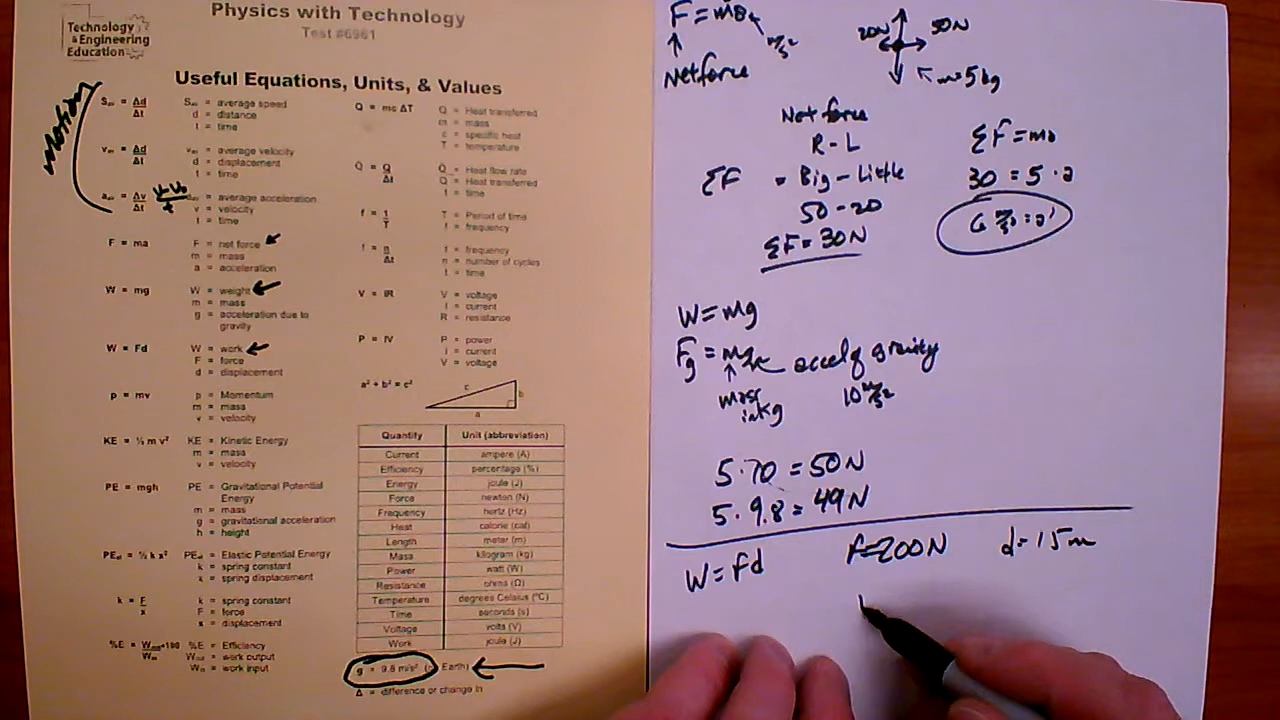 Technology
& Engineering
Education
Physics with Technology
Test #6961
Useful Equations, Units, & Values
Motion
Sav = Δd/Δt
Sav = average speed
d = distance
t = time
vav = Δd/Δt
vav = average velocity
d = displacement
t = time
aav = Δv/Δt
aav = average acceleration
v = velocity
t = time
F = ma
F = net force
m = mass
a = acceleration
W = mg
W = weight
m = mass
g = acceleration due to
gravity
W = Fd
W = work
F = force
d = displacement
p = mv
p = Momentum
m = mass
v = velocity
KE = ½ m v²
KE = Kinetic Energy
m = mass
v = velocity
PE = mgh
PE = Gravitational Potential
Energy
m = mass
g = gravitational acceleration
h = height
PEel = ½ k x²
PEel = Elastic Potential Energy
k = spring constant
x = spring displacement
k = F/x
k = spring constant
F = force
x = displacement
%E = Wout/Win*100
%E = Efficiency
Wout = work output
Win = work input
Q = mc ΔT
Q = Heat transferred
m = mass
c = specific heat
T = temperature
Q = Q/Δt
Q = Heat flow rate
Q = Heat transferred
t = time
f = 1/T
T = Period of time
f = frequency
f = n/Δt
f = frequency
n = number of cycles
t = time
V = IR
V = voltage
I = current
R = resistance
P = IV
P = power
I = current
V = voltage
a² + b² = c²
c
b
a
Quantity Unit (abbreviation)
Current ampere (A)
Efficiency percentage (%)
Energy joule (J)
Force newton (N)
Frequency hertz (Hz)
Heat calorie (cal)
Length meter (m)
Mass kilogram (kg)
Power watt (W)
Resistance ohms (Ω)
Temperature degrees Celsius (°C)
Time seconds (s)
Voltage volts (V)
Work joule (J)
g = 9.8 m/s² Earth)
Δ = difference or change in
F = ma
m/s²
Net force
20N
50N
m=5kg
Net force
R - L
ΣF = Big - Little
50-20
ΣF = 30N
ΣF = ma
30 = 5 · a
6 m/s² = a
W = mg
Fg = mg accel of gravity
mass
in kg
10 m/s²
5·10 = 50N
5·9.8 = 49N
W = Fd
F=200N
d=15m